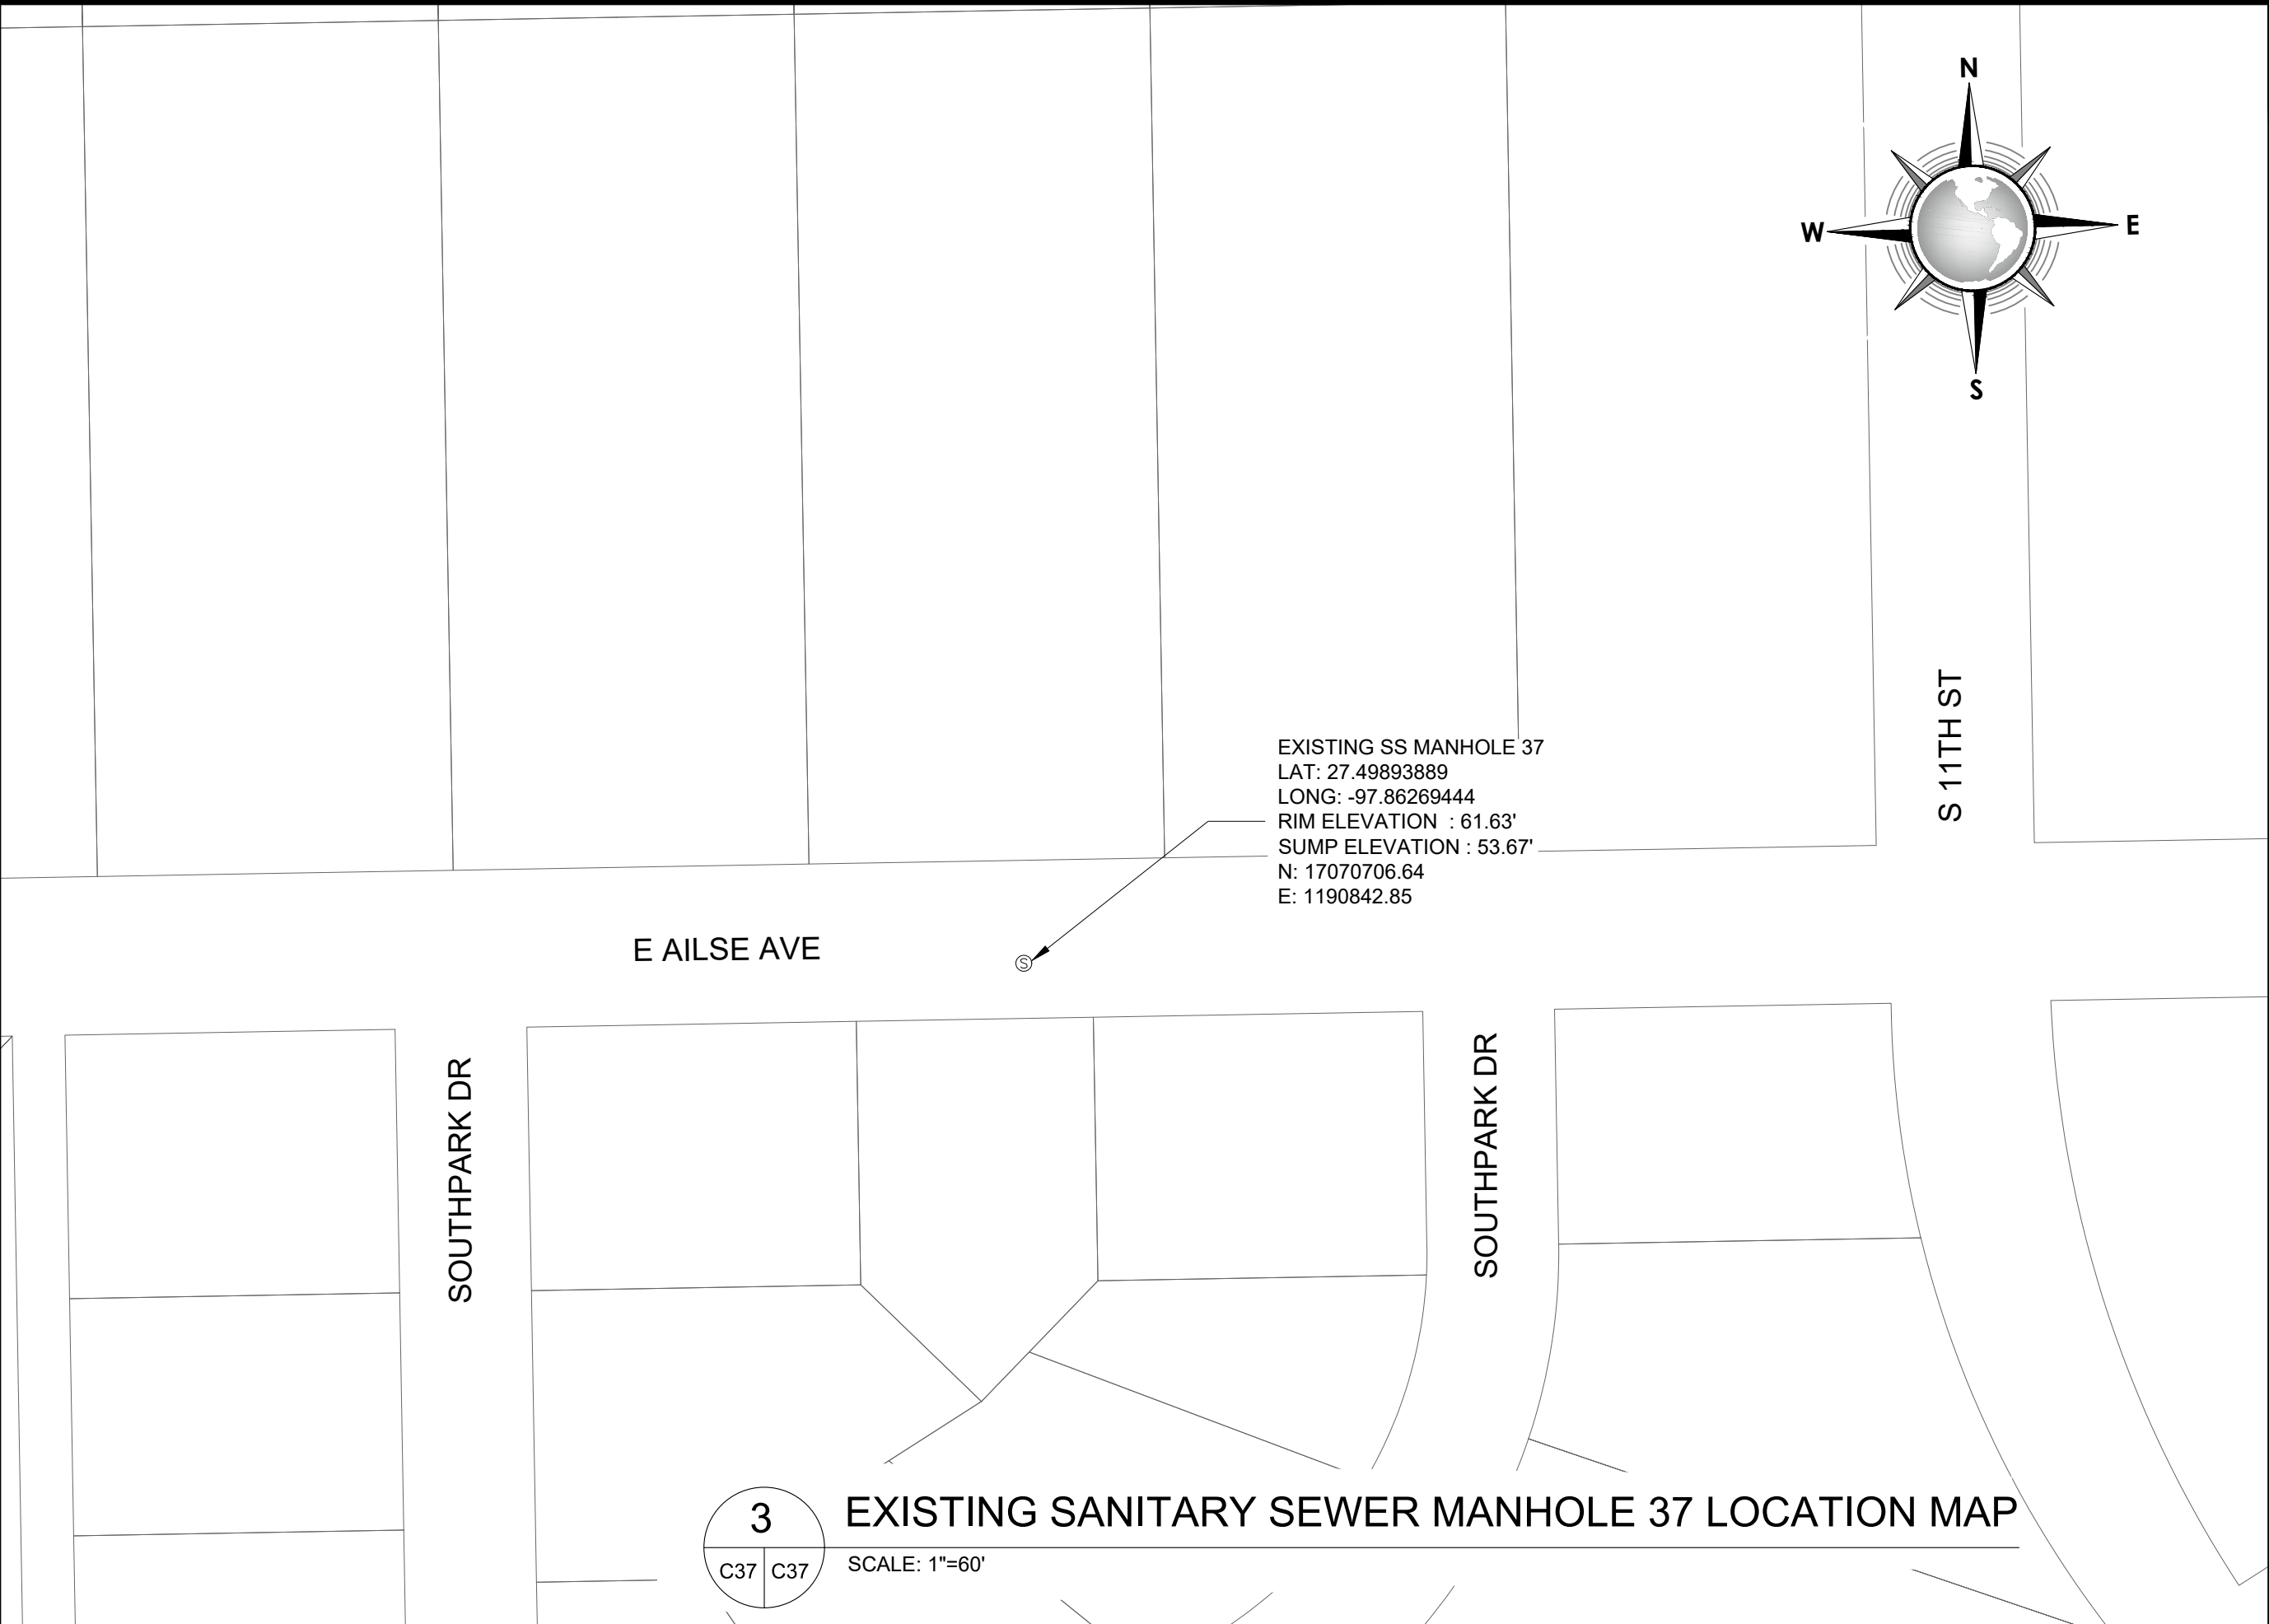 N
W
E
S
S 11TH ST
EXISTING SS MANHOLE 37
LAT: 27.49893889
LONG: -97.86269444
RIM ELEVATION : 61.63'
SUMP ELEVATION : 53.67'
N: 17070706.64
E: 1190842.85
E AILSE AVE
S
SOUTHPARK DR
SOUTHPARK DR
3
EXISTING SANITARY SEWER MANHOLE 37 LOCATION MAP
C37
C37
SCALE: 1"=60'